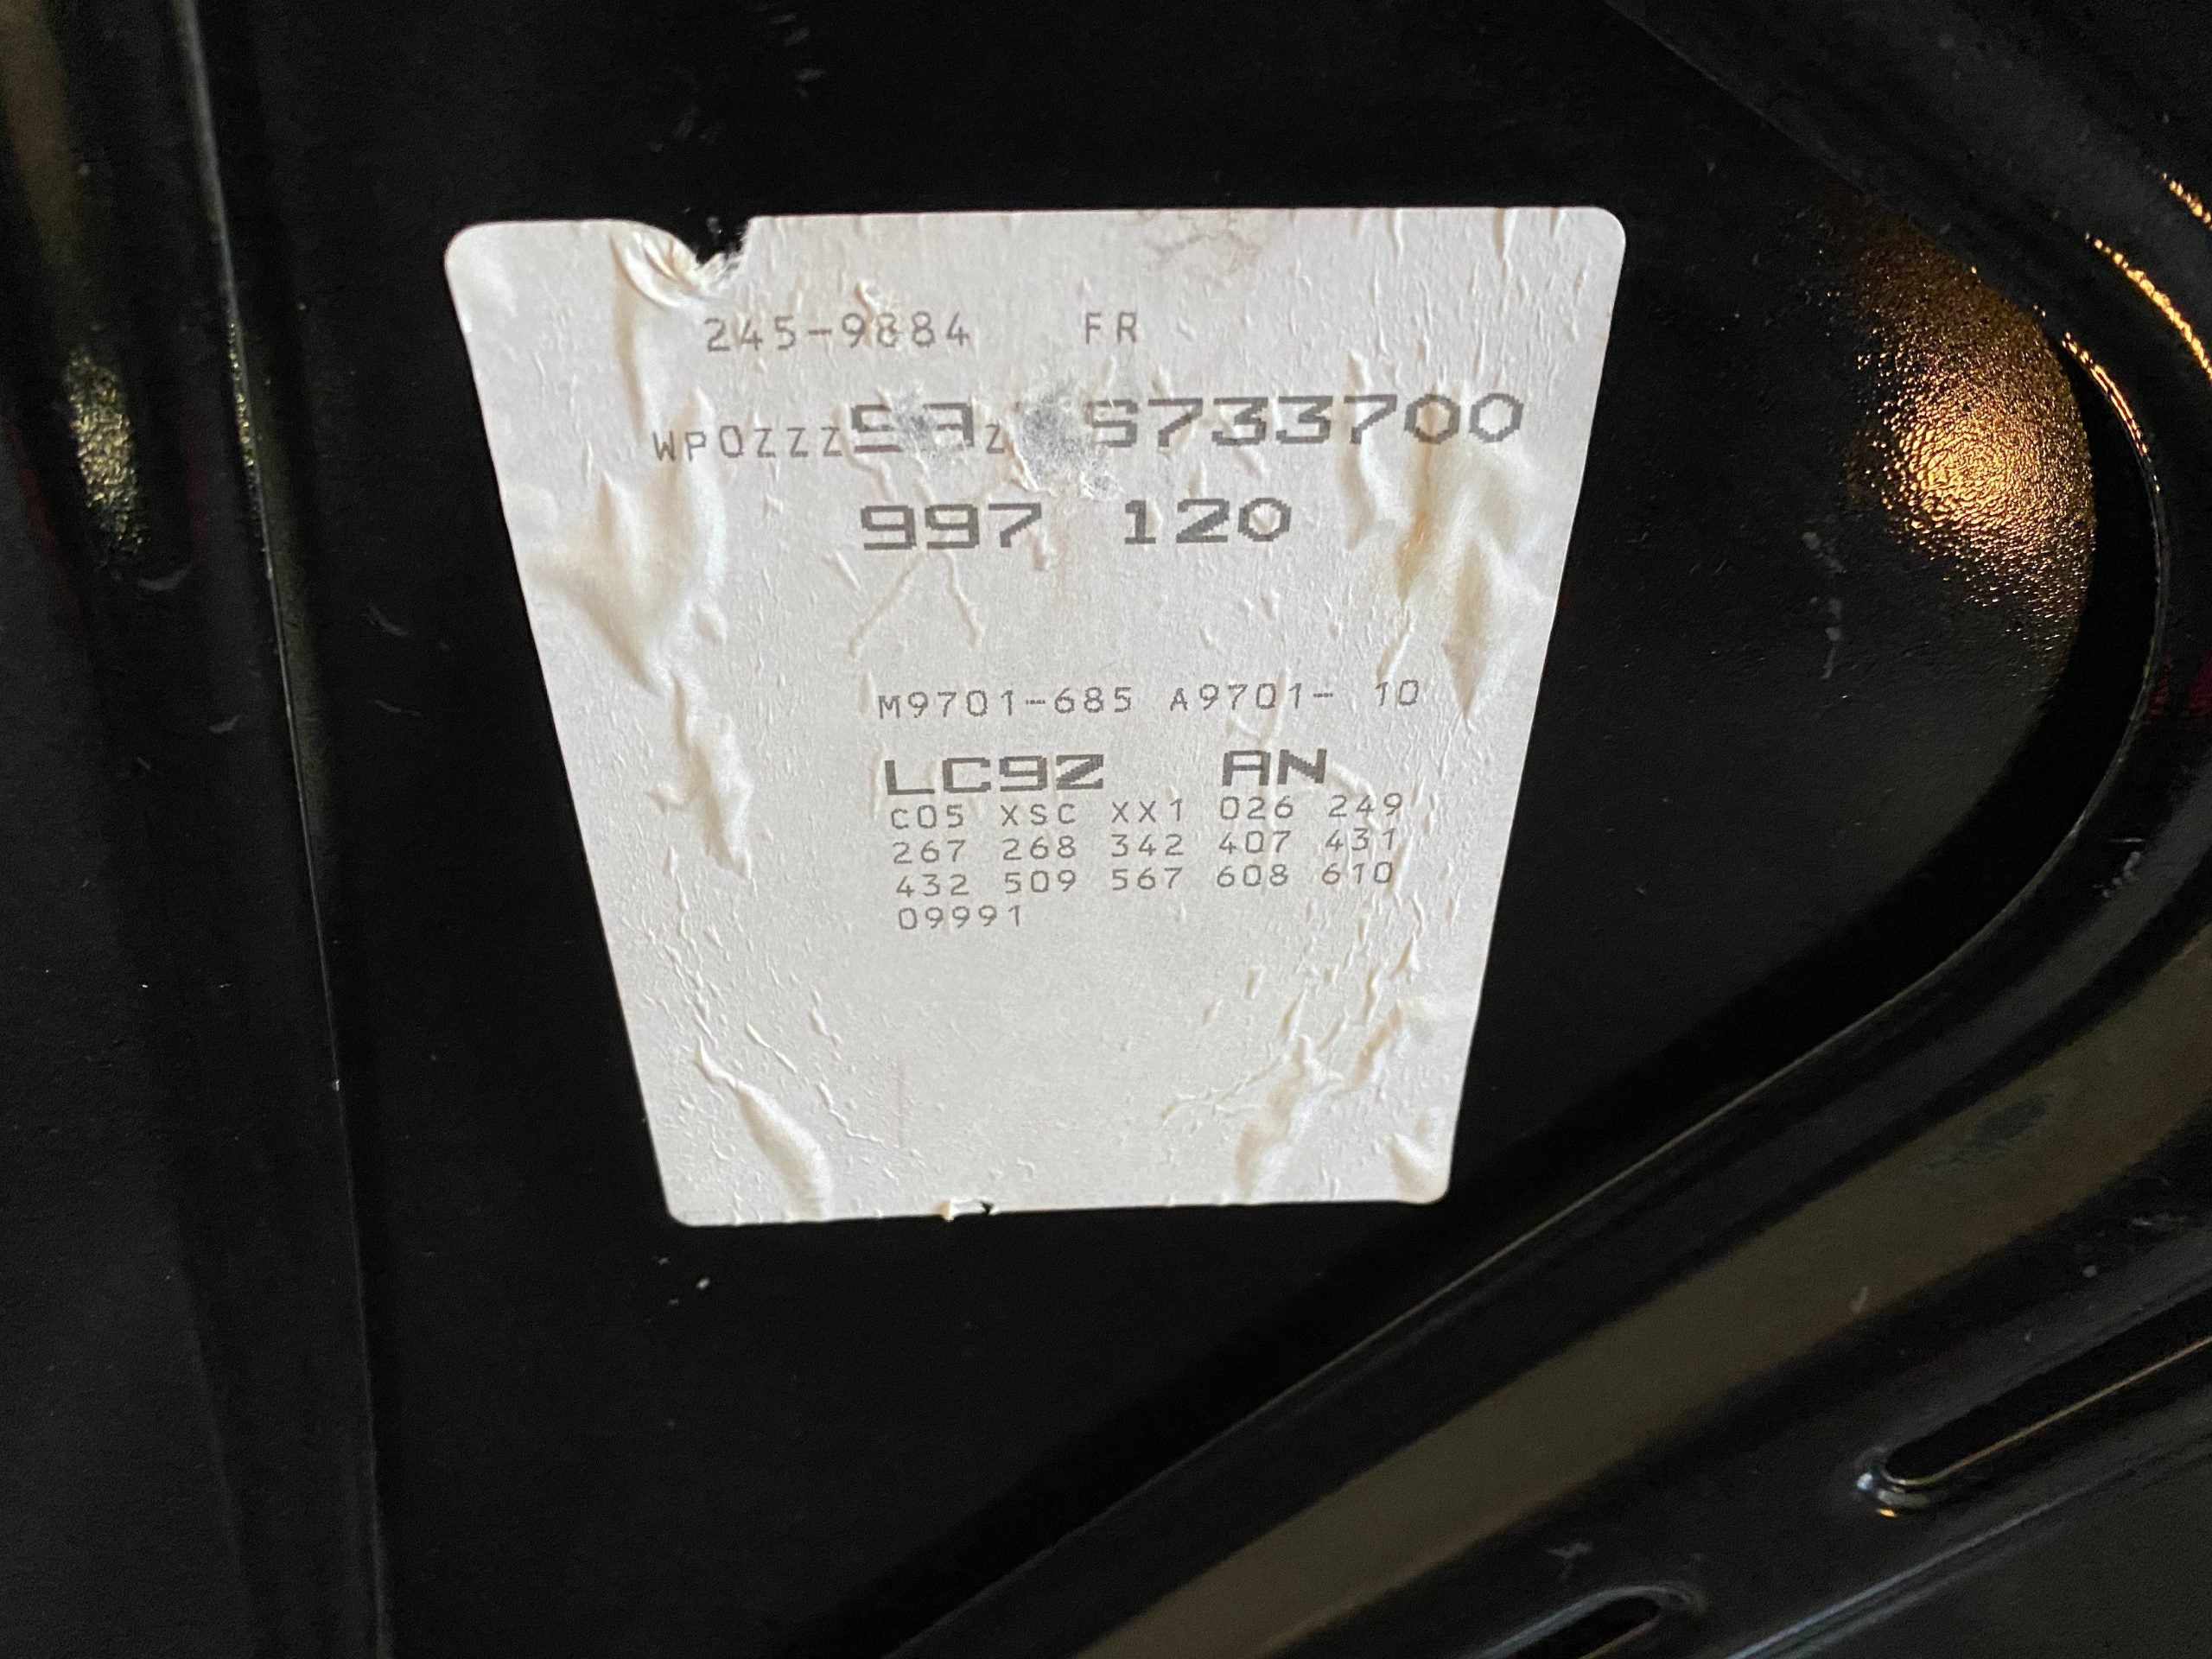 245-9884 FR
WP0ZZZ S733700
997 120
M9701-685 A9701- 10
LC9Z AN
C05 XSC XX1 026 249
267 268 342 407 431
432 509 567 608 610
09991